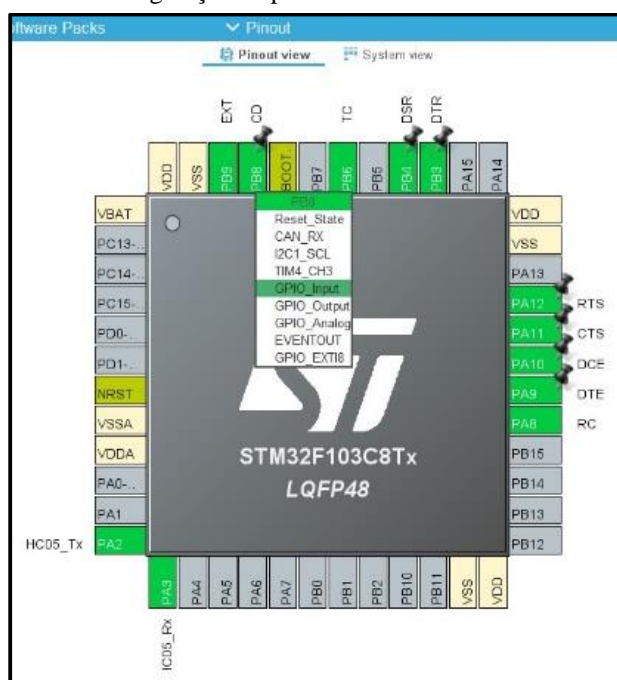 ftware Packs
Pinout
Pinout view
System view
EXT
CD
TC
DSR
DTR
VDD
VSS
PB9
PB8
BOOT..
PB7
PB6
PB5
PB4
PB3
PA15
PA14
VBAT
PC13-..
PC14-..
PC15-..
PD0-..
PD1-..
NRST
VSSA
VDDA
PA0-..
PA1
HC05_Tx
PA2
PB8
Reset_State
CAN_RX
I2C1_SCL
TIM4_CH3
GPIO_Input
GPIO_Output
GPIO_Analog
EVENTOUT
GPIO_EXTI8
STM32F103C8Tx
LQFP48
VDD
VSS
PA13
PA12 RTS
PA11 CTS
PA10 DCE
PA9 DTE
PA8 RC
PB15
PB14
PB13
PB12
PA3
PA4
PA5
PA6
PA7
PB0
PB1
PB2
PB10
PB11
VSS
VDD
IC05_Rx